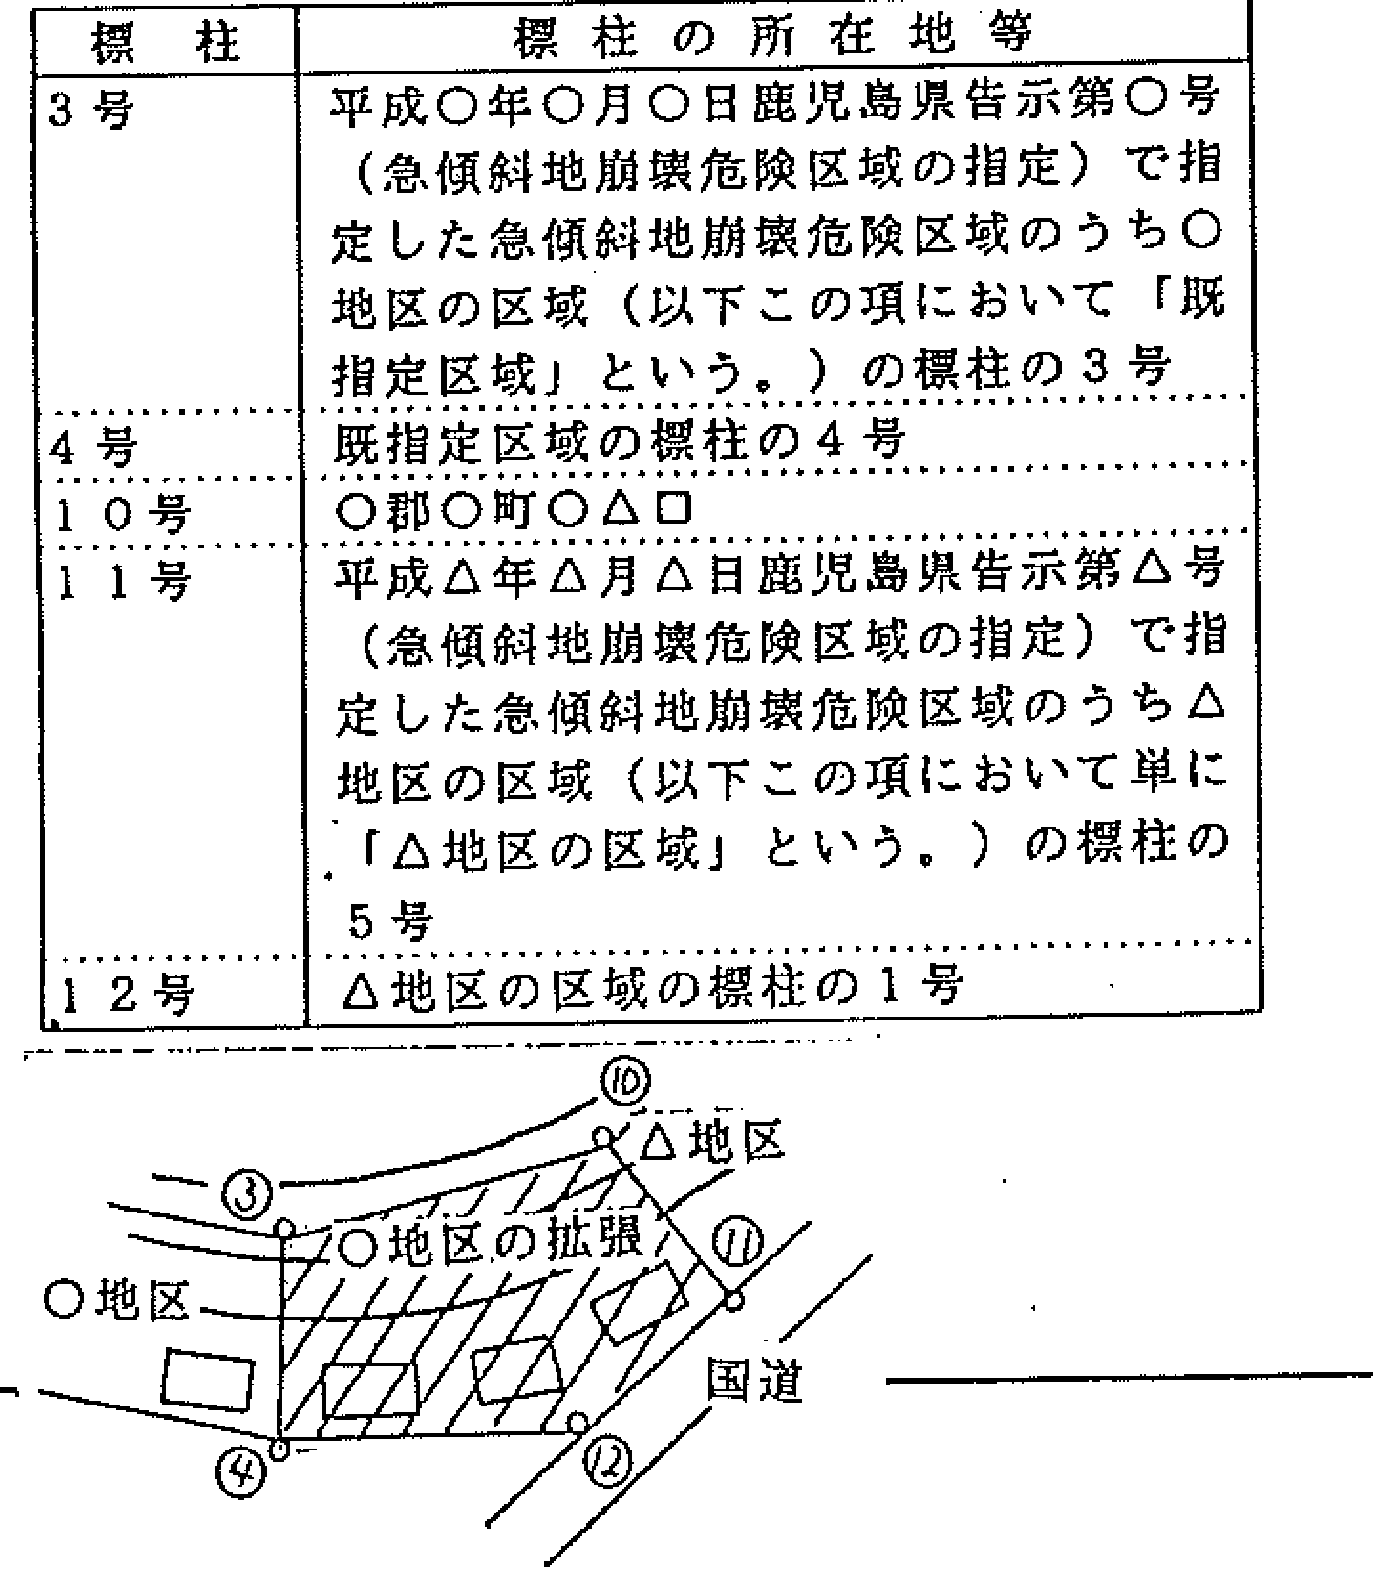 標柱 標柱の所在地等
3号 平成○年○月○日鹿児島県告示第○号
（急傾斜地崩壊危険区域の指定）で指
定した急傾斜地崩壊危険区域のうち○
地区の区域（以下この項において「既
指定区域」という。）の標柱の3号
4号 既指定区域の標柱の4号
10号 ○郡○町○△□
11号 平成△年△月△日鹿児島県告示第△号
（急傾斜地崩壊危険区域の指定）で指
定した急傾斜地崩壊危険区域のうち△
地区の区域（以下この項において単に
「△地区の区域」という。）の標柱の
5号
12号 △地区の区域の標柱の1号
⑩
△地区
③
○地区の拡張
⑪
○地区
国道
④
⑫